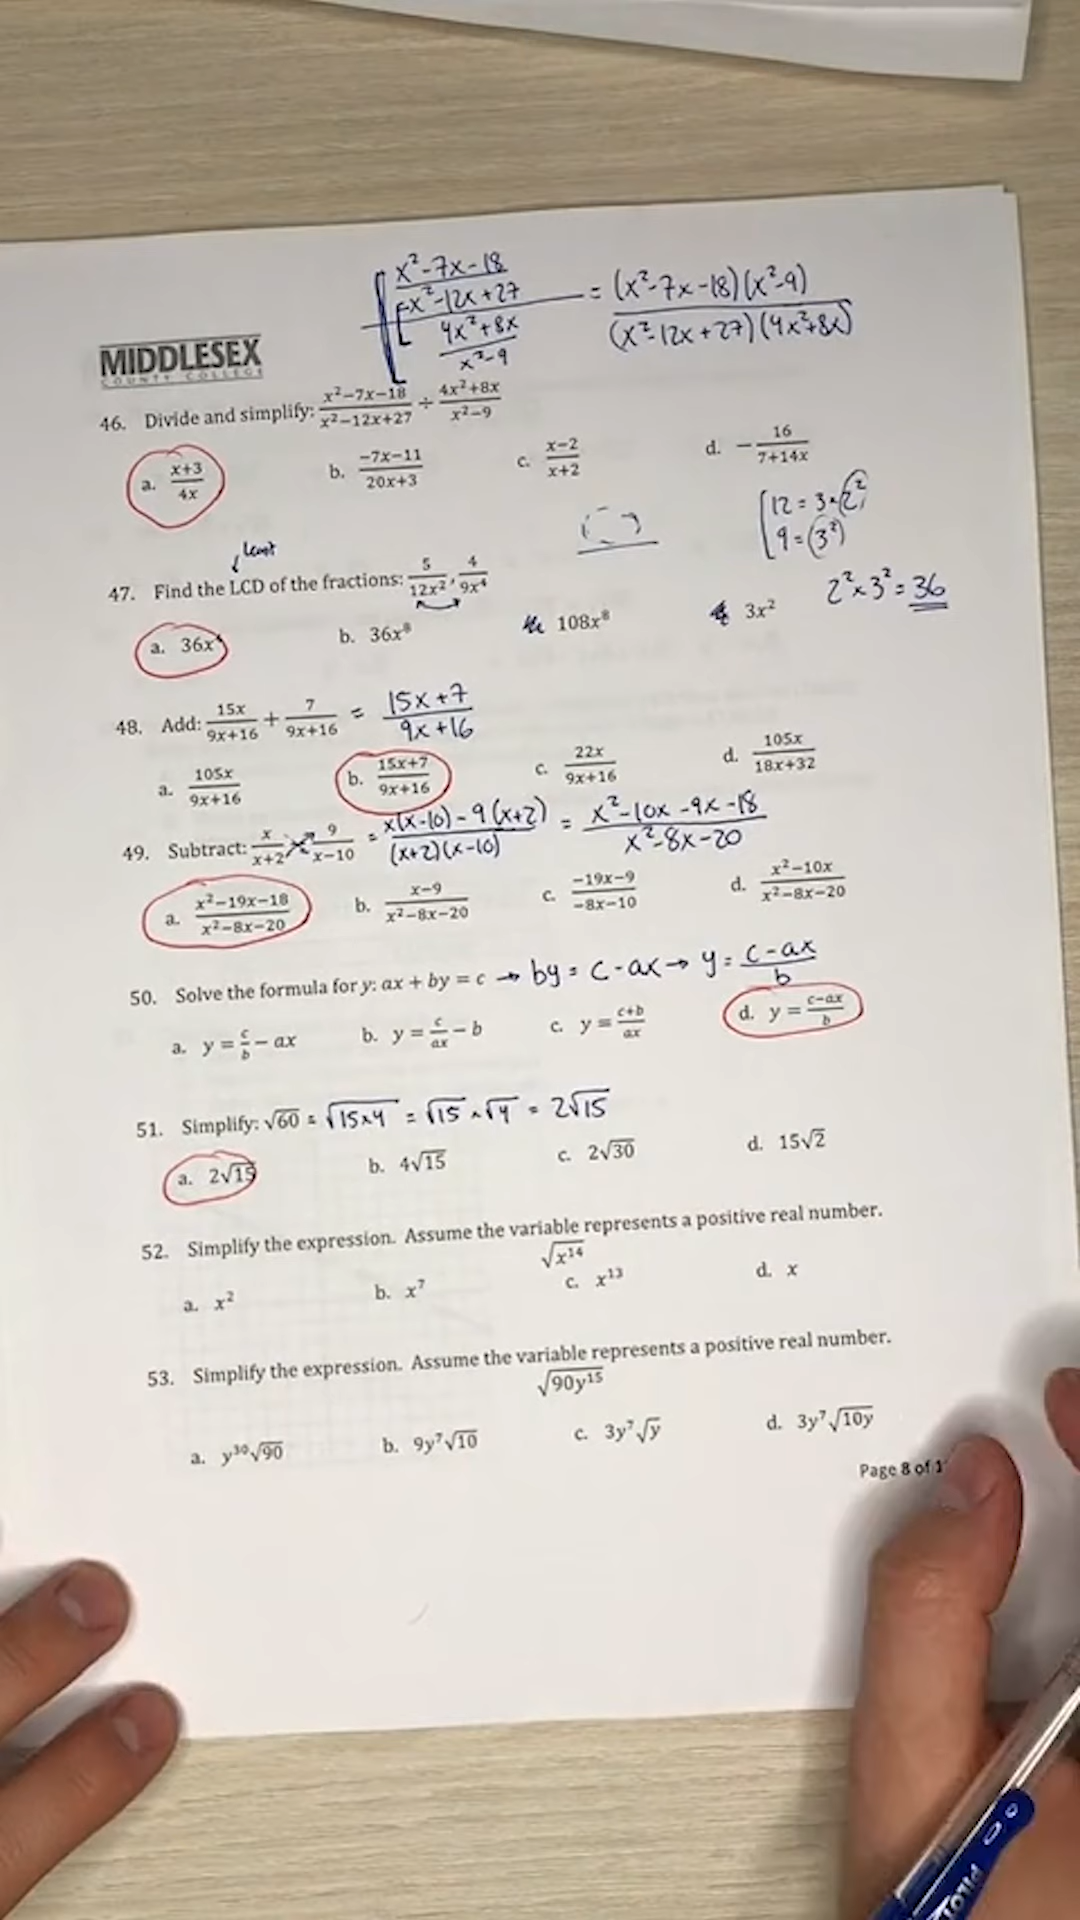 x²-7x-18
x²-12x+27
4x²+8x
x²-9
= (x²-7x-18)(x²-9)
(x²-12x+27)(4x²+8x)
MIDDLESEX
COUNTY COLLEGE
46. Divide and simplify: x²−7x−18/x²−12x+27 ÷ 4x²+8x/x²−9
a. x+3/4x b. −7x−11/20x+3 c. x−2/x+2 d. −16/7+14x
12 = 3×2²
9 = (3²)
least
47. Find the LCD of the fractions: 5/12x², 4/9x⁴
2²×3² = 36
a. 36x⁴ b. 36x⁸ 108x⁸ 3x²
48. Add: 15x/9x+16 + 7/9x+16 = 15x+7/9x+16
a. 105x/9x+16 b. 15x+7/9x+16 c. 22x/9x+16 d. 105x/18x+32
49. Subtract: x/x+2 − 9/x−10 = x(x-10)-9(x+2)/(x+2)(x-10) = x²-10x-9x-18/x²-8x-20
a. x²−19x−18/x²−8x−20 b. x−9/x²−8x−20 c. −19x−9/−8x−10 d. x²−10x/x²−8x−20
50. Solve the formula for y: ax + by = c → by = c-ax → y = c-ax/b
a. y = c/b − ax b. y = c/ax − b c. y = c+b/ax d. y = c−ax/b
51. Simplify: √60 = √15×4 = √15 × √4 = 2√15
a. 2√15 b. 4√15 c. 2√30 d. 15√2
52. Simplify the expression. Assume the variable represents a positive real number.
√x¹⁴
a. x² b. x⁷ c. x¹³ d. x
53. Simplify the expression. Assume the variable represents a positive real number.
√90y¹⁵
a. y³⁰√90 b. 9y⁷√10 c. 3y⁷√y d. 3y⁷√10y
Page 8 of 1